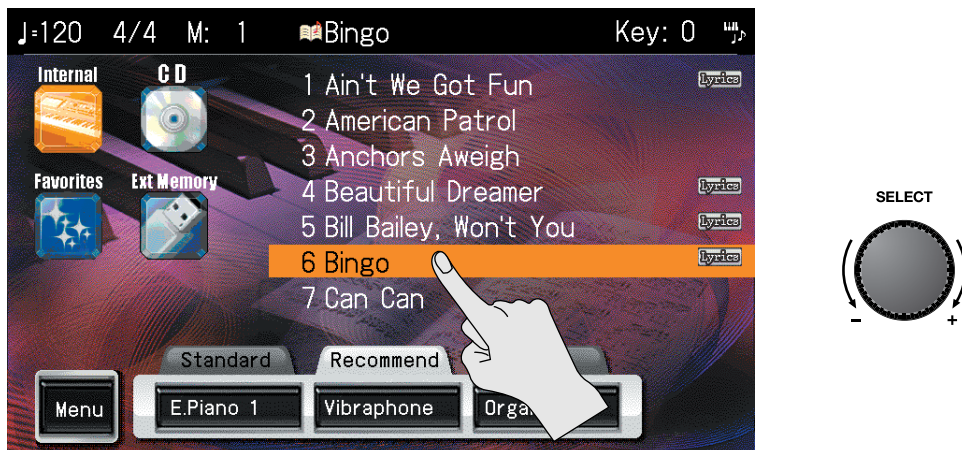 ♩=120 4/4 M: 1 Bingo Key: 0
Internal CD
Favorites Ext Memory
1 Ain't We Got Fun Lyrics
2 American Patrol
3 Anchors Aweigh
4 Beautiful Dreamer Lyrics
5 Bill Bailey, Won't You Lyrics
6 Bingo Lyrics
7 Can Can
Standard Recommend
Menu E.Piano 1 Vibraphone
SELECT
- +